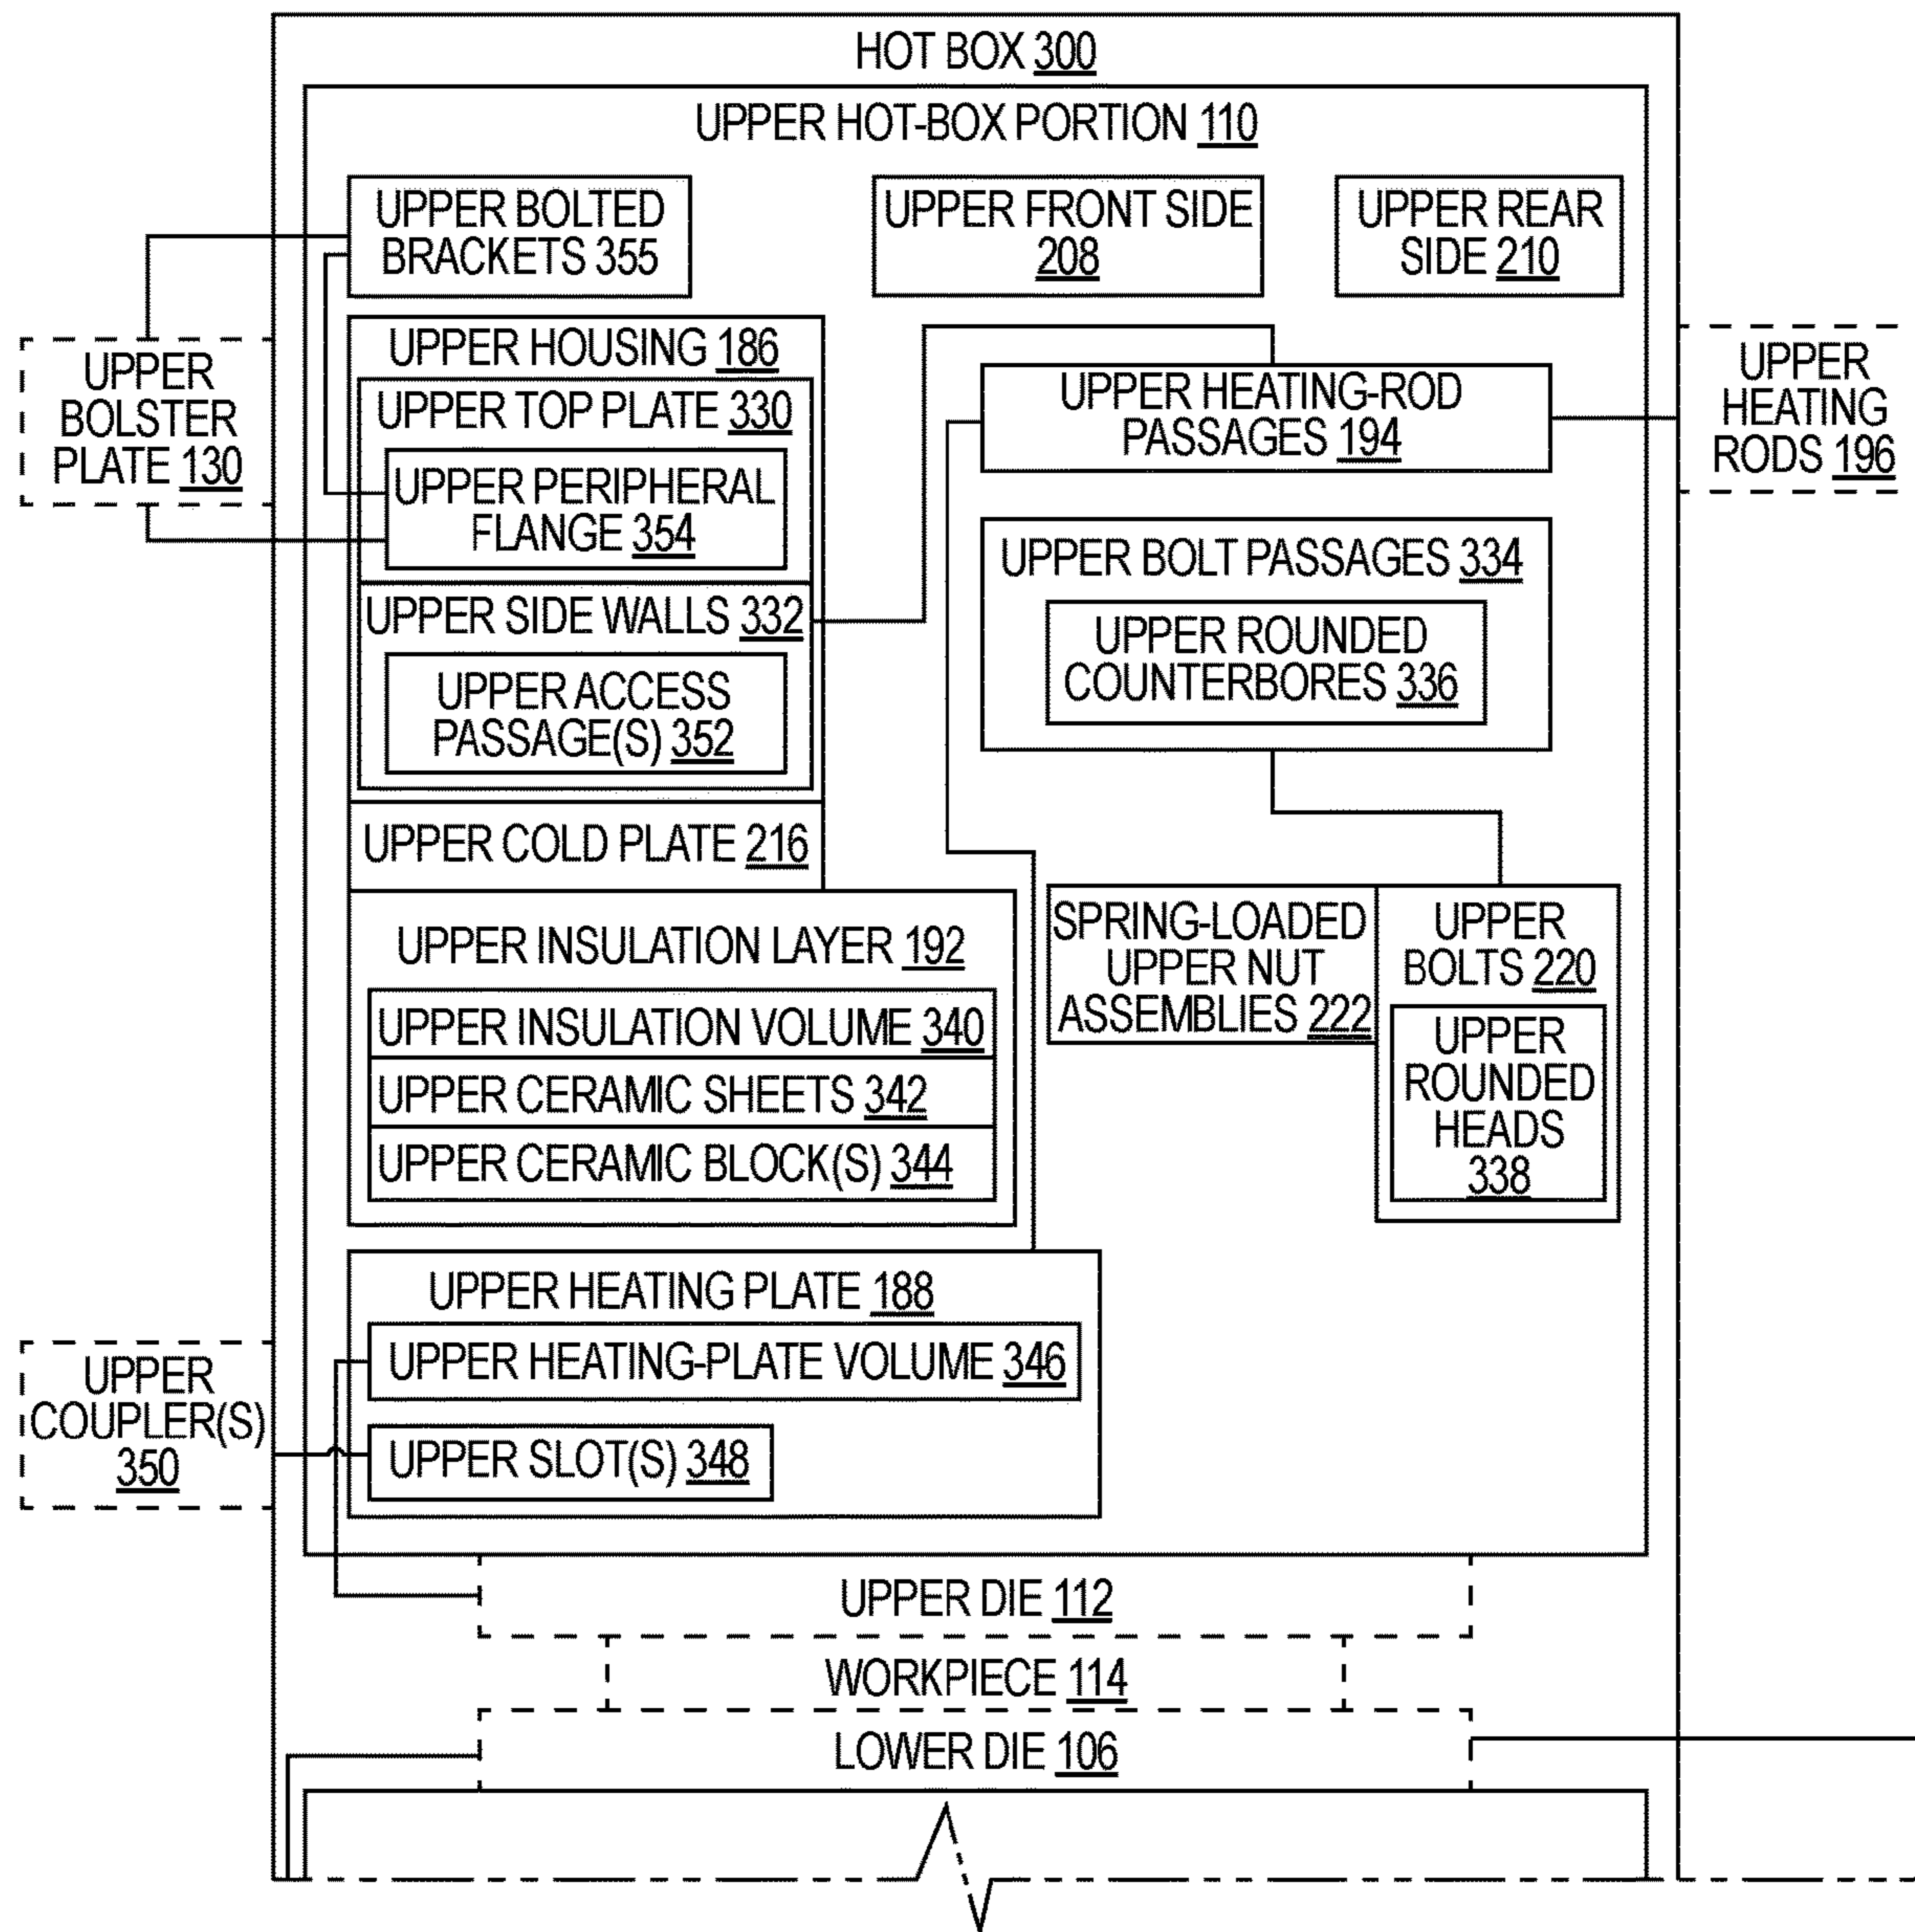 HOT BOX 300
UPPER HOT-BOX PORTION 110
UPPER BOLTED
BRACKETS 355
UPPER FRONT SIDE
208
UPPER REAR
SIDE 210
UPPER
BOLSTER
PLATE 130
UPPER HOUSING 186
UPPER TOP PLATE 330
UPPER PERIPHERAL
FLANGE 354
UPPER SIDE WALLS 332
UPPER ACCESS
PASSAGE(S) 352
UPPER COLD PLATE 216
UPPER HEATING-ROD
PASSAGES 194
UPPER
HEATING
RODS 196
UPPER BOLT PASSAGES 334
UPPER ROUNDED
COUNTERBORES 336
UPPER INSULATION LAYER 192
UPPER INSULATION VOLUME 340
UPPER CERAMIC SHEETS 342
UPPER CERAMIC BLOCK(S) 344
SPRING-LOADED
UPPER NUT
ASSEMBLIES 222
UPPER
BOLTS 220
UPPER
ROUNDED
HEADS
338
UPPER HEATING PLATE 188
UPPER HEATING-PLATE VOLUME 346
UPPER SLOT(S) 348
UPPER
COUPLER(S)
350
UPPER DIE 112
WORKPIECE 114
LOWER DIE 106